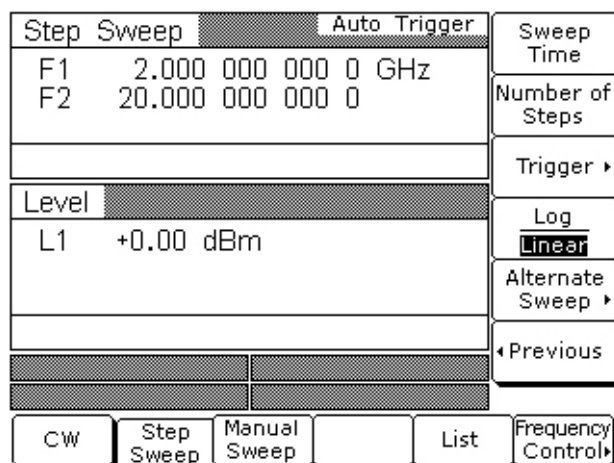 Step Sweep Auto Trigger
F1 2.000 000 000 0 GHz
F2 20.000 000 000 0
Level
L1 +0.00 dBm
Sweep
Time
Number of
Steps
Trigger
Log
Linear
Alternate
Sweep
Previous
CW
Step
Sweep
Manual
Sweep
List
Frequency
Control